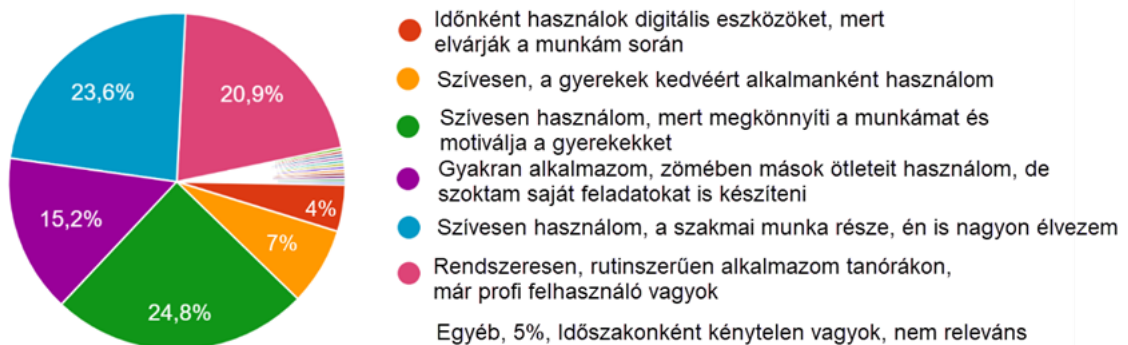 23,6%
20,9%
15,2%
4%
7%
24,8%
Időnként használok digitális eszközöket, mert
elvárják a munkám során
Szívesen, a gyerekek kedvéért alkalmanként használom
Szívesen használom, mert megkönnyíti a munkámat és
motiválja a gyerekekket
Gyakran alkalmazom, zömében mások ötleteit használom, de
szoktam saját feladatokat is készíteni
Szívesen használom, a szakmai munka része, én is nagyon élvezem
Rendszeresen, rutinszerűen alkalmazom tanórákon,
már profi felhasználó vagyok
Egyéb, 5%, Időszakonként kénytelen vagyok, nem releváns